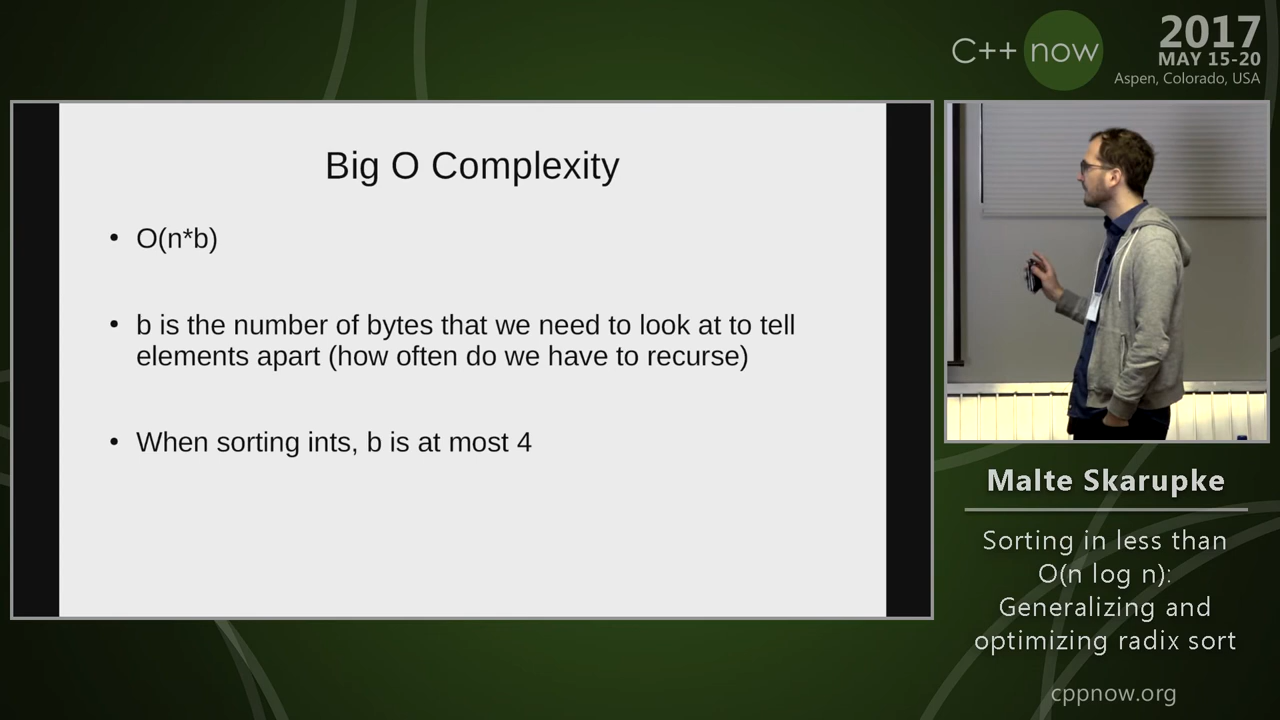 C++ now
2017
MAY 15-20
Aspen, Colorado, USA
Big O Complexity
• O(n*b)
• b is the number of bytes that we need to look at to tell
elements apart (how often do we have to recurse)
• When sorting ints, b is at most 4
Malte Skarupke
Sorting in less than
O(n log n):
Generalizing and
optimizing radix sort
cppnow.org